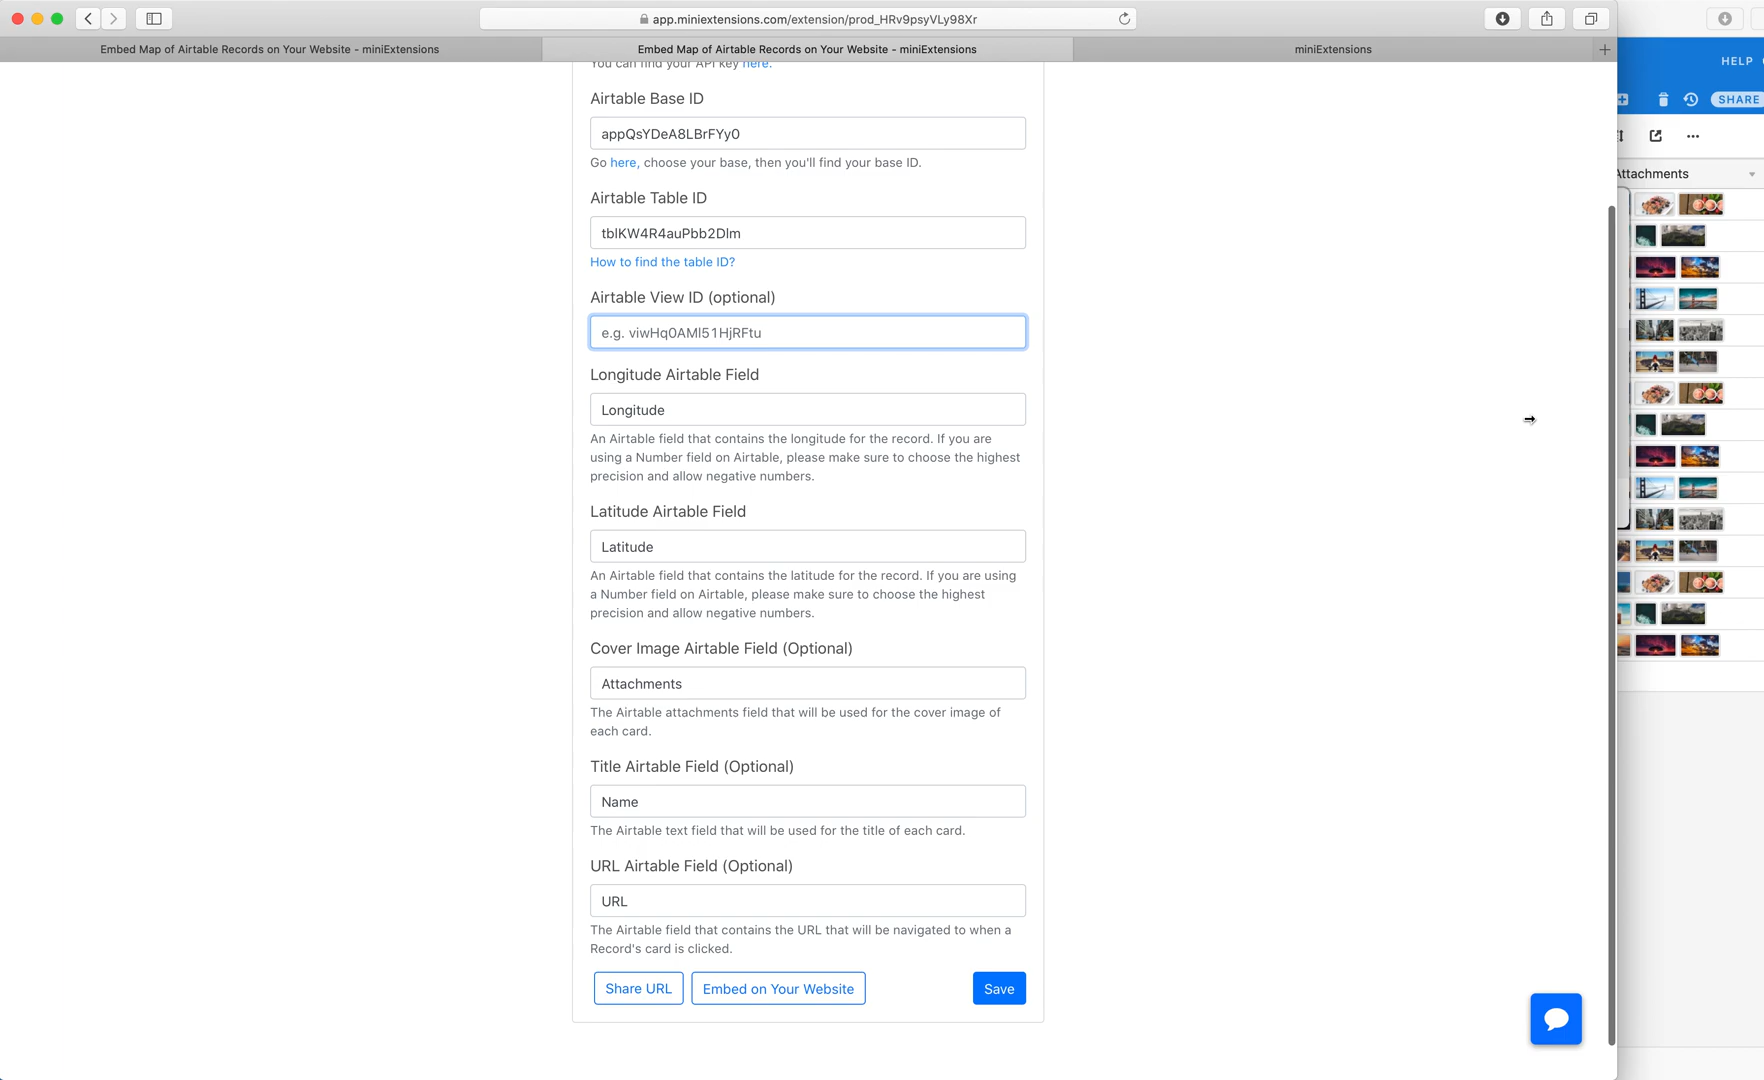 app.miniextensions.com/extension/prod_HRv9psyVLy98Xr
Embed Map of Airtable Records on Your Website - miniExtensions
Embed Map of Airtable Records on Your Website - miniExtensions
miniExtensions
HELP
SHARE
Attachments
You can find your API key here.
Airtable Base ID
appQsYDeA8LBrFYy0
Go here, choose your base, then you'll find your base ID.
Airtable Table ID
tblKW4R4auPbb2Dlm
How to find the table ID?
Airtable View ID (optional)
e.g. viwHq0AMl51HjRFtu
Longitude Airtable Field
Longitude
An Airtable field that contains the longitude for the record. If you are
using a Number field on Airtable, please make sure to choose the highest
precision and allow negative numbers.
Latitude Airtable Field
Latitude
An Airtable field that contains the latitude for the record. If you are using
a Number field on Airtable, please make sure to choose the highest
precision and allow negative numbers.
Cover Image Airtable Field (Optional)
Attachments
The Airtable attachments field that will be used for the cover image of
each card.
Title Airtable Field (Optional)
Name
The Airtable text field that will be used for the title of each card.
URL Airtable Field (Optional)
URL
The Airtable field that contains the URL that will be navigated to when a
Record's card is clicked.
Share URL
Embed on Your Website
Save